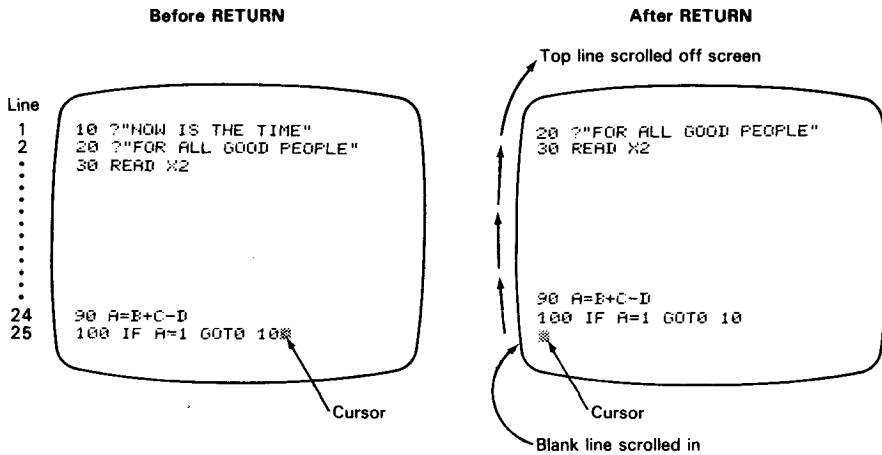 Before RETURN
After RETURN
Top line scrolled off screen
Line
1 10 ?"NOW IS THE TIME"
2 20 ?"FOR ALL GOOD PEOPLE"
30 READ X2
24 90 A=B+C-D
25 100 IF A=1 GOTO 10
Cursor
20 ?"FOR ALL GOOD PEOPLE"
30 READ X2
90 A=B+C-D
100 IF A=1 GOTO 10
Cursor
Blank line scrolled in